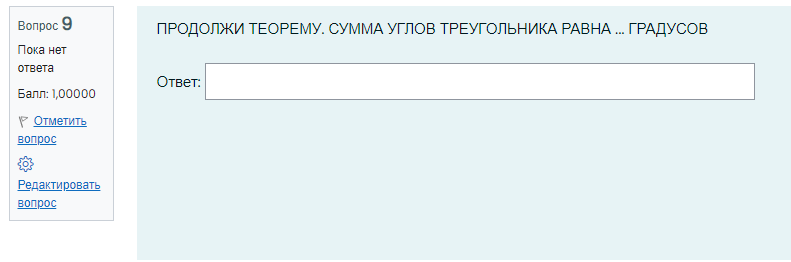 Вопрос 9
Пока нет
ответа
Балл: 1,00000
Отметить
вопрос
Редактировать
вопрос
ПРОДОЛЖИ ТЕОРЕМУ. СУММА УГЛОВ ТРЕУГОЛЬНИКА РАВНА ... ГРАДУСОВ
Ответ: